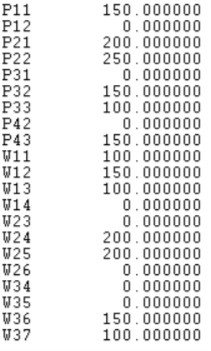 P11 150.000000
P12 0.000000
P21 200.000000
P22 250.000000
P31 0.000000
P32 150.000000
P33 100.000000
P42 0.000000
P43 150.000000
W11 100.000000
W12 150.000000
W13 100.000000
W14 0.000000
W23 0.000000
W24 200.000000
W25 200.000000
W26 0.000000
W34 0.000000
W35 0.000000
W36 150.000000
W37 100.000000